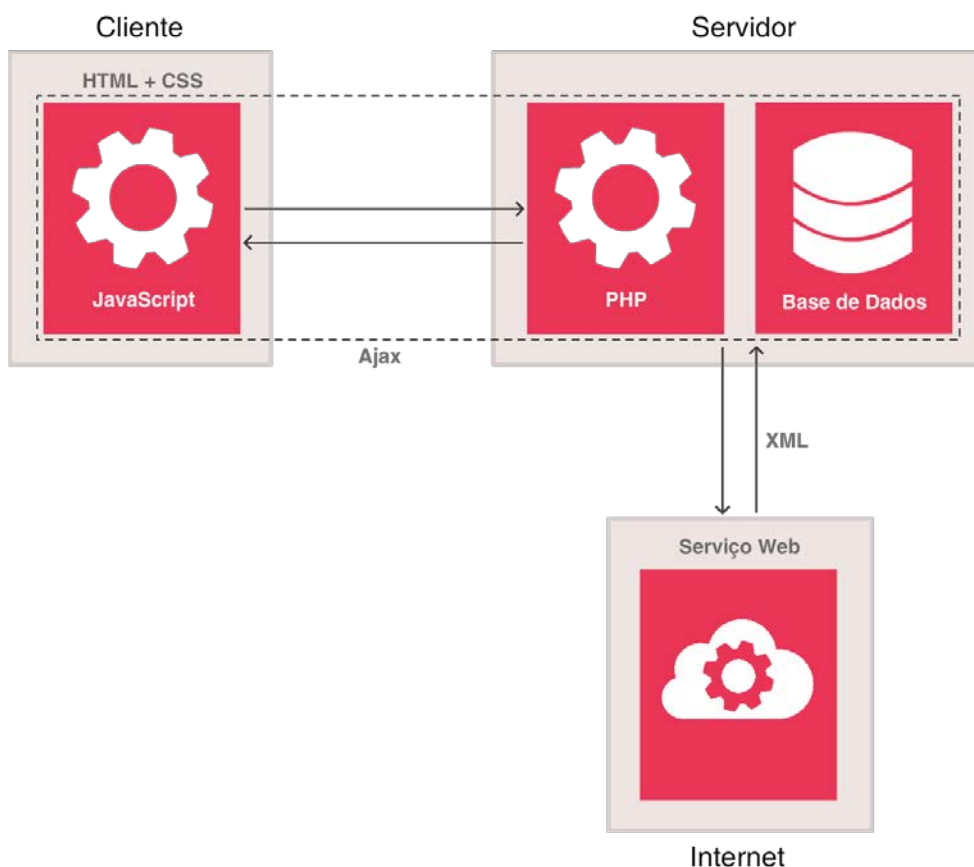 Cliente
Servidor
HTML + CSS
JavaScript
PHP
Base de Dados
Ajax
XML
Serviço Web
Internet